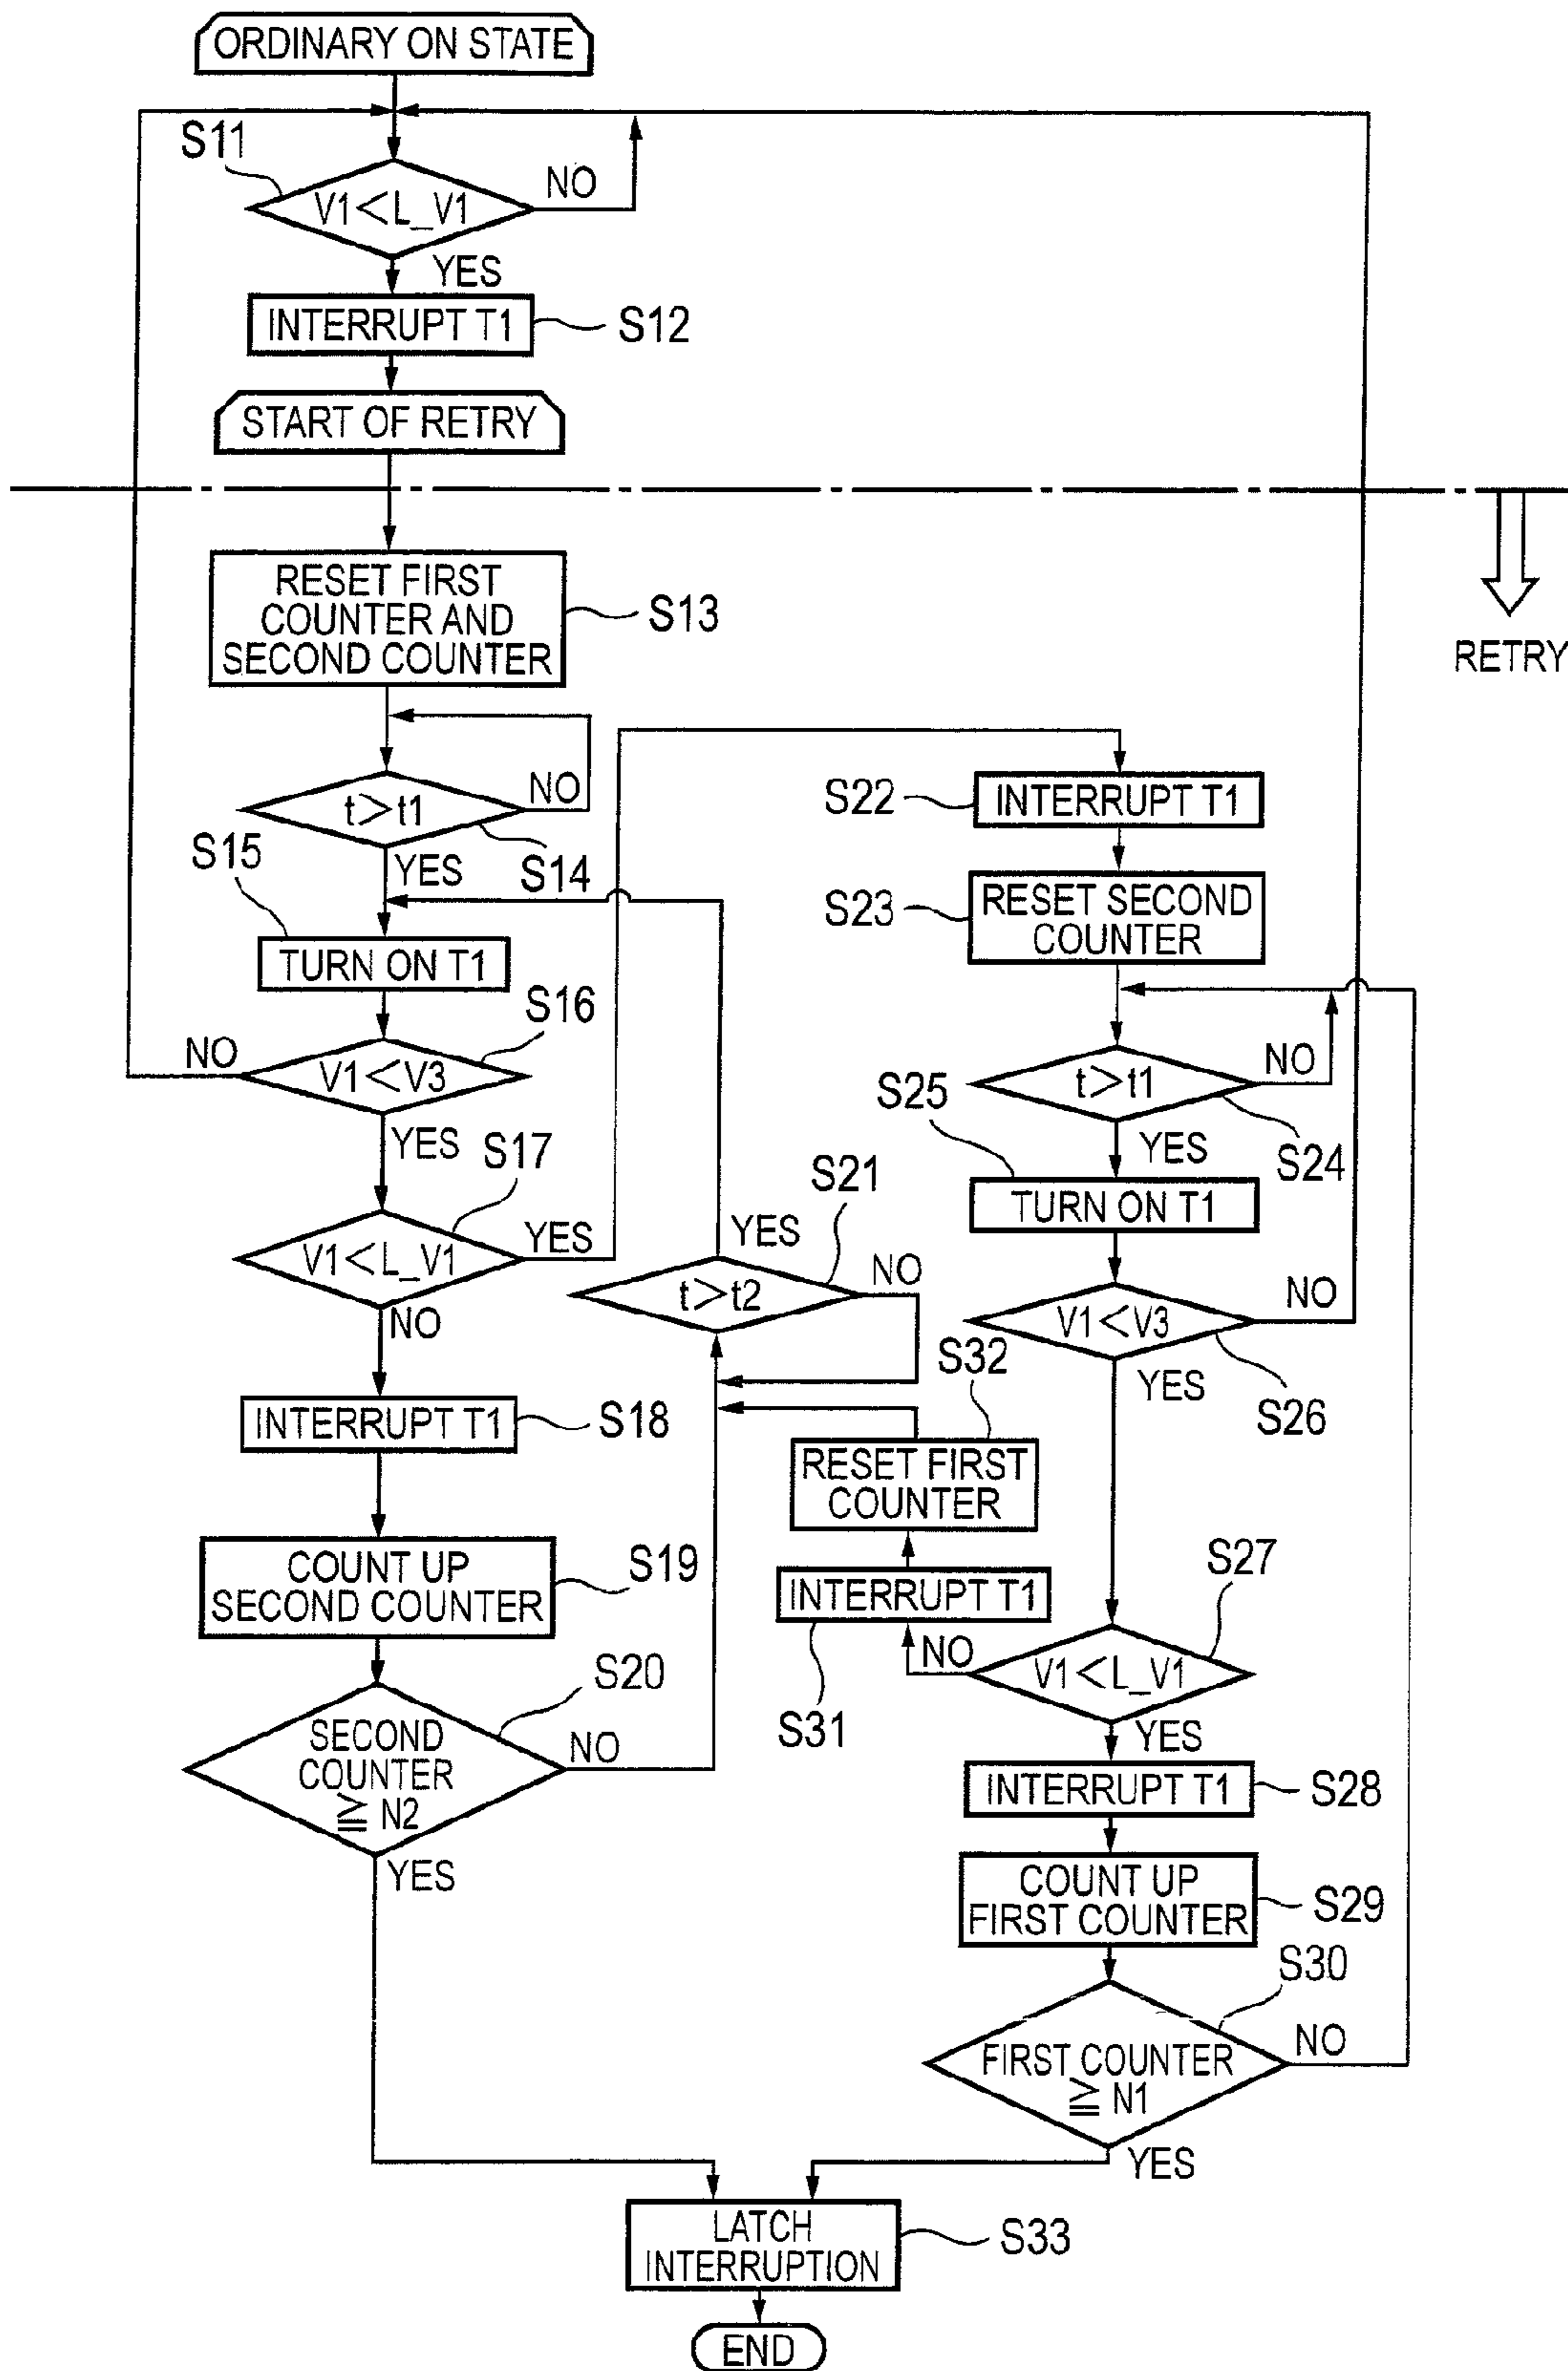 ORDINARY ON STATE
S11
V1<L_V1
NO
YES
INTERRUPT T1
S12
START OF RETRY
RESET FIRST
COUNTER AND
SECOND COUNTER
S13
RETRY
t>t1
NO
S14
YES
S15
TURN ON T1
S16
NO
V1<V3
YES
S17
V1<L_V1
YES
NO
INTERRUPT T1
S18
COUNT UP
SECOND COUNTER
S19
S20
SECOND
COUNTER
≧ N2
NO
YES
S21
YES
t>t2
NO
S22
INTERRUPT T1
S23
RESET SECOND
COUNTER
t>t1
NO
S24
YES
S25
TURN ON T1
V1<V3
NO
S26
YES
S32
RESET FIRST
COUNTER
INTERRUPT T1
S31
NO
S27
V1<L_V1
YES
INTERRUPT T1
S28
COUNT UP
FIRST COUNTER
S29
S30
FIRST COUNTER
≧ N1
NO
YES
LATCH
INTERRUPTION
S33
END